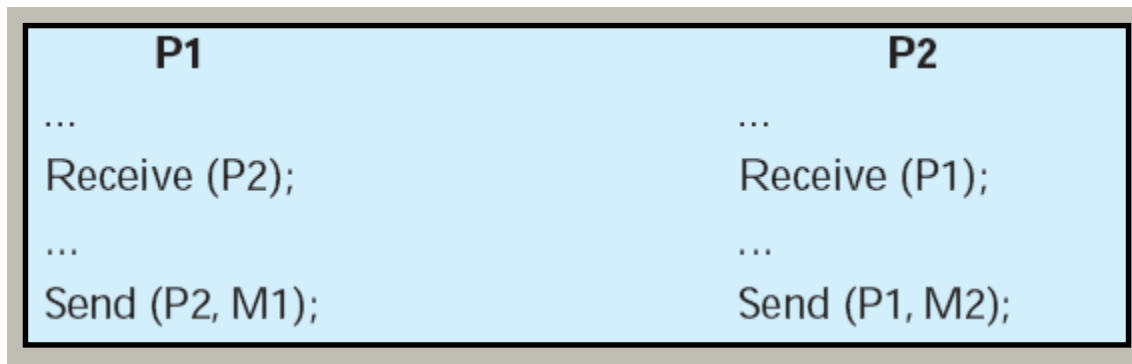 P1 P2
... ...
Receive (P2); Receive (P1);
... ...
Send (P2, M1); Send (P1, M2);